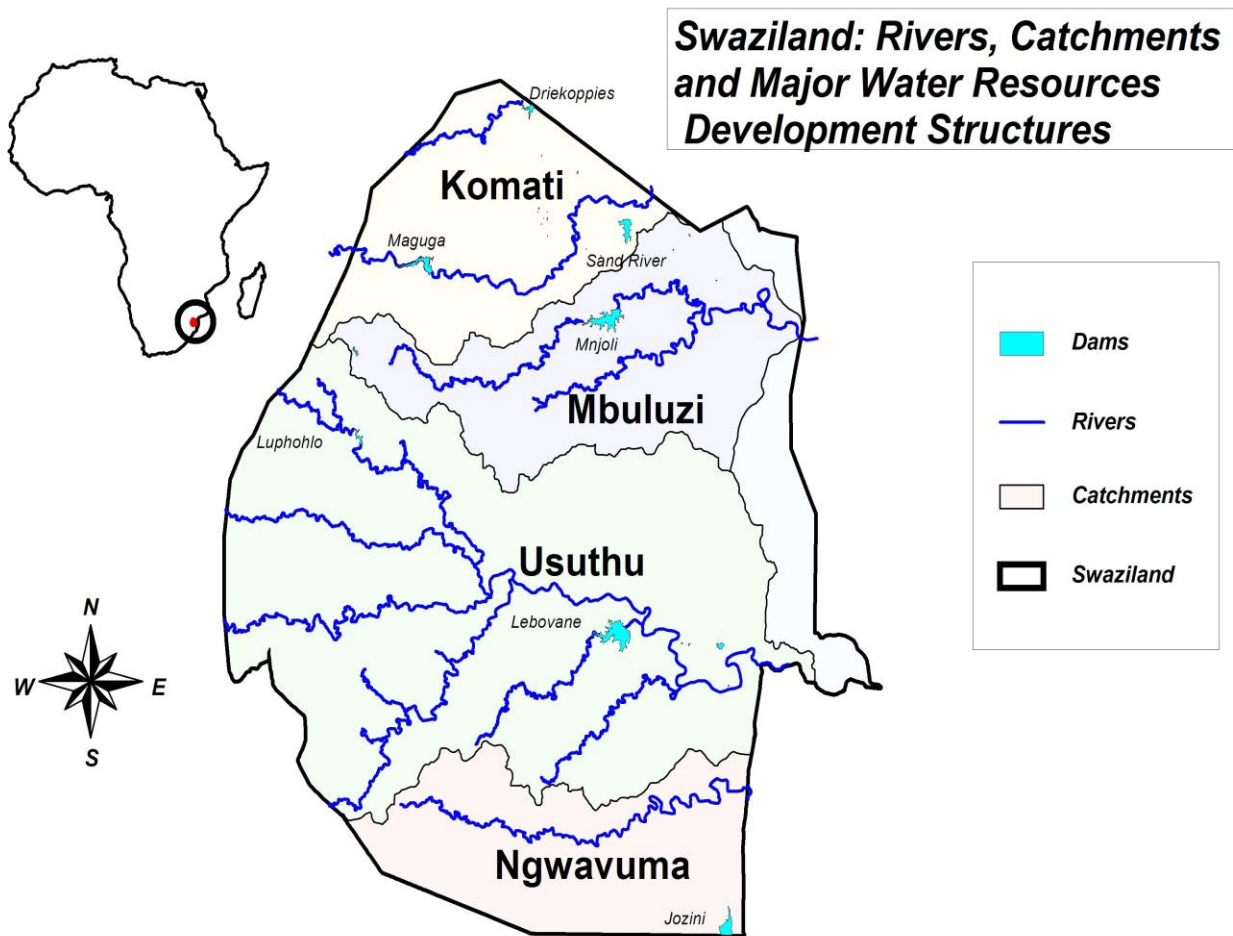 Swaziland: Rivers, Catchments
and Major Water Resources
Development Structures
Driekoppies
Komati
Maguga
Sand River
Mnjoli
Mbuluzi
Luphohlo
Usuthu
Lebovane
Ngwavuma
Jozini
Dams
Rivers
Catchments
Swaziland
N
W
E
S